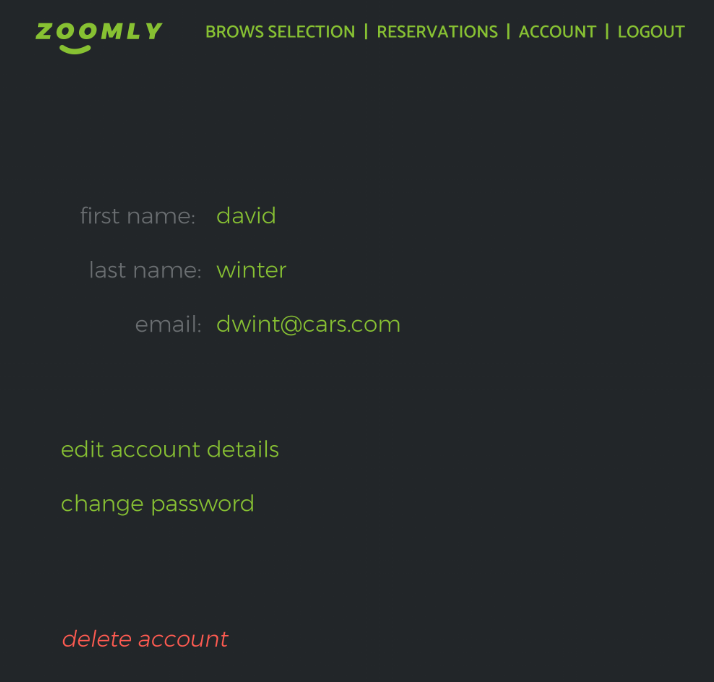 ZOOMLY BROWS SELECTION | RESERVATIONS | ACCOUNT | LOGOUT
first name: david
last name: winter
email: dwint@cars.com
edit account details
change password
delete account